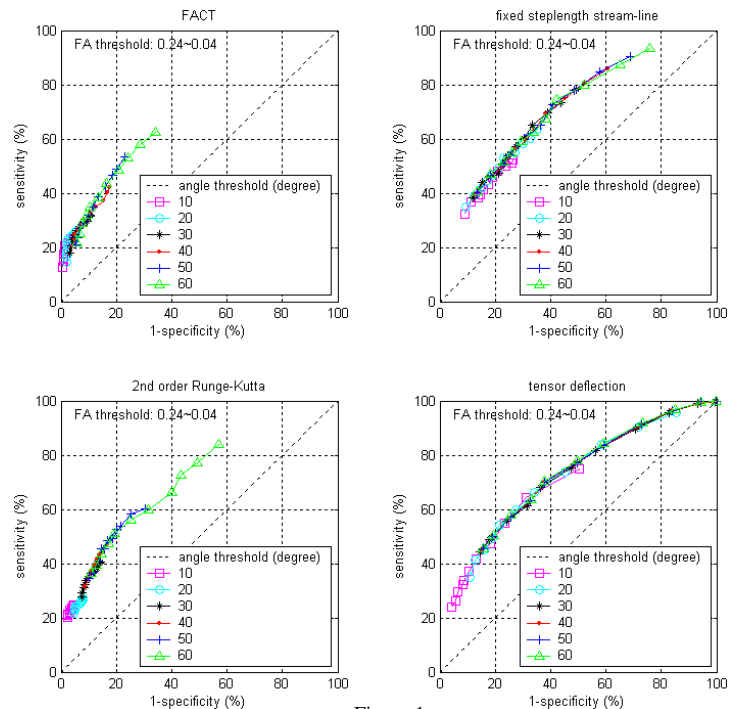 FACT
FA threshold: 0.24~0.04
sensitivity (%)
100
80
60
40
20
0
angle threshold (degree)
10
20
30
40
50
60
0 20 40 60 80 100
1-specificity (%)
fixed steplength stream-line
FA threshold: 0.24~0.04
sensitivity (%)
100
80
60
40
20
0
angle threshold (degree)
10
20
30
40
50
60
0 20 40 60 80 100
1-specificity (%)
2nd order Runge-Kutta
FA threshold: 0.24~0.04
sensitivity (%)
100
80
60
40
20
0
angle threshold (degree)
10
20
30
40
50
60
0 20 40 60 80 100
1-specificity (%)
tensor deflection
FA threshold: 0.24~0.04
sensitivity (%)
100
80
60
40
20
0
angle threshold (degree)
10
20
30
40
50
60
0 20 40 60 80 100
1-specificity (%)